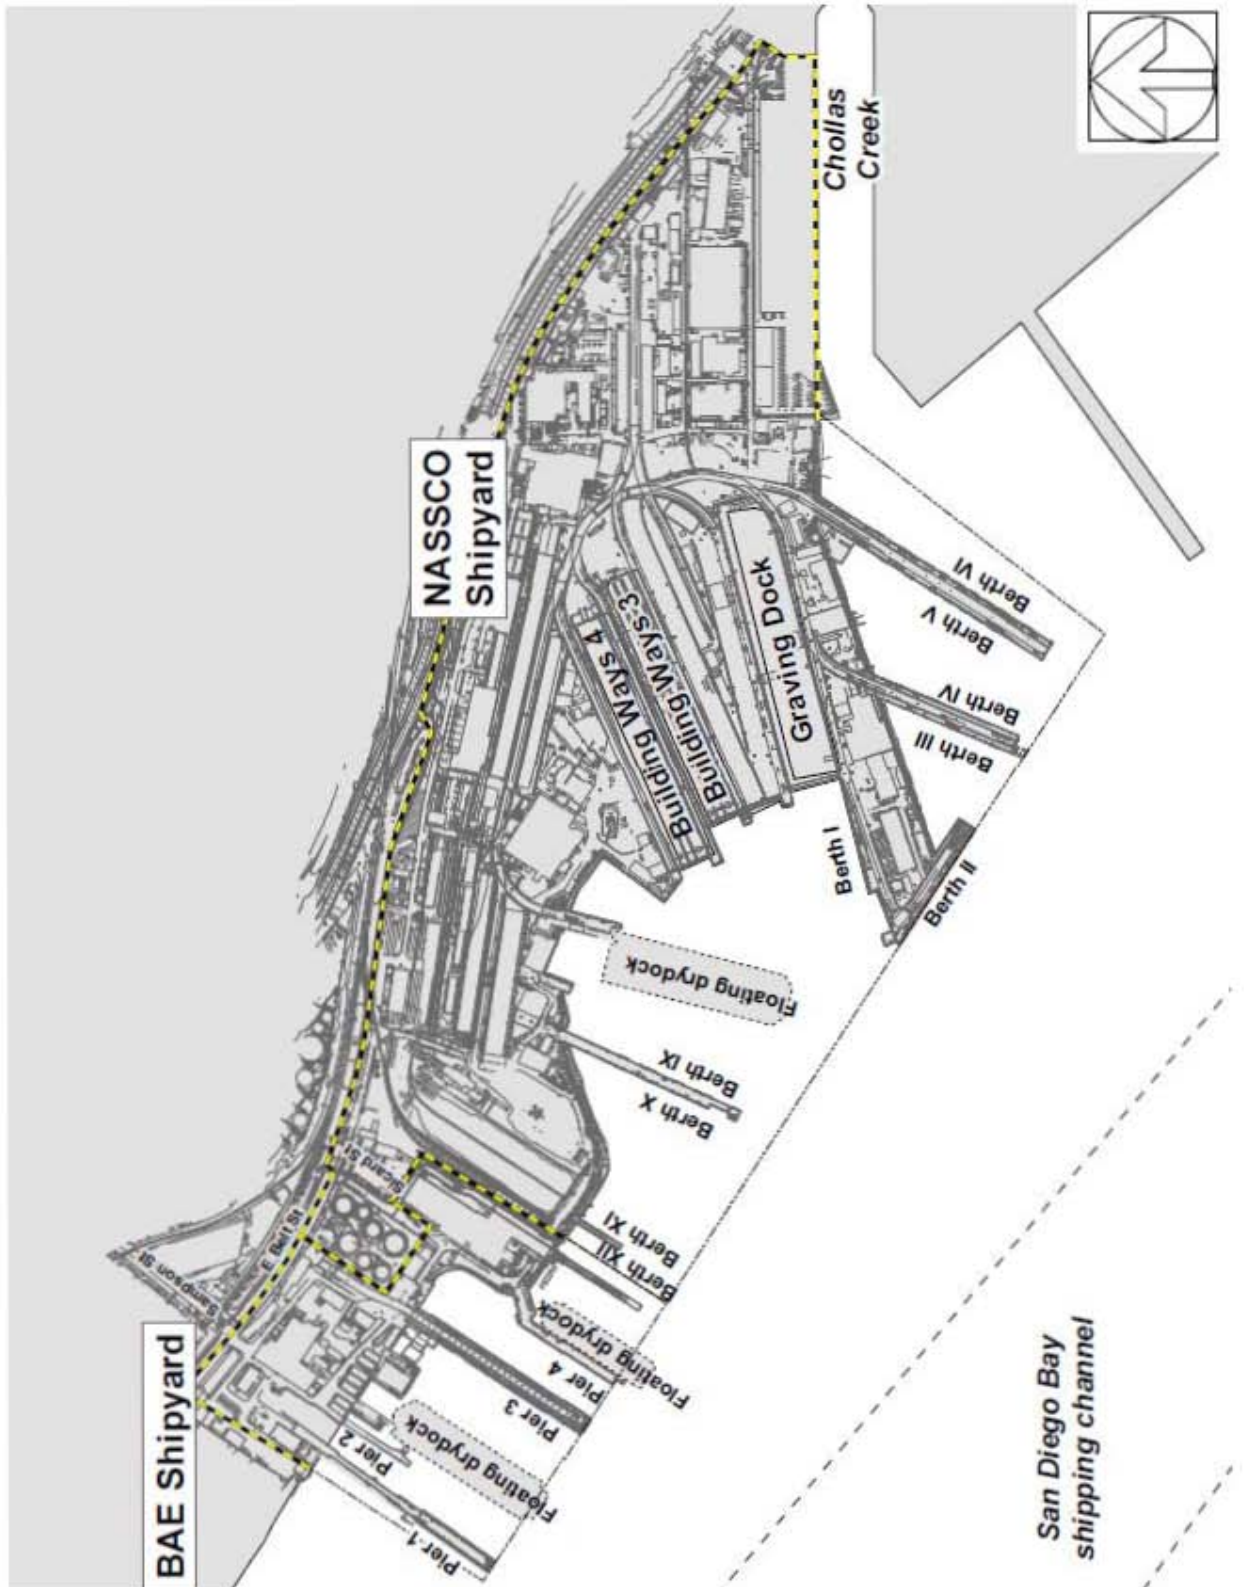 BAE Shipyard
NASSCO
Shipyard
Chollas
Creek
San Diego Bay
shipping channel
Sampson St
E Belt St
Sicard St
Pier 1
Pier 2
Floating drydock
Pier 3
Pier 4
Floating drydock
Berth XII
Berth XI
Berth X
Berth IX
Floating drydock
Building Ways 4
Building Ways 3
Graving Dock
Berth I
Berth II
Berth III
Berth IV
Berth V
Berth VI